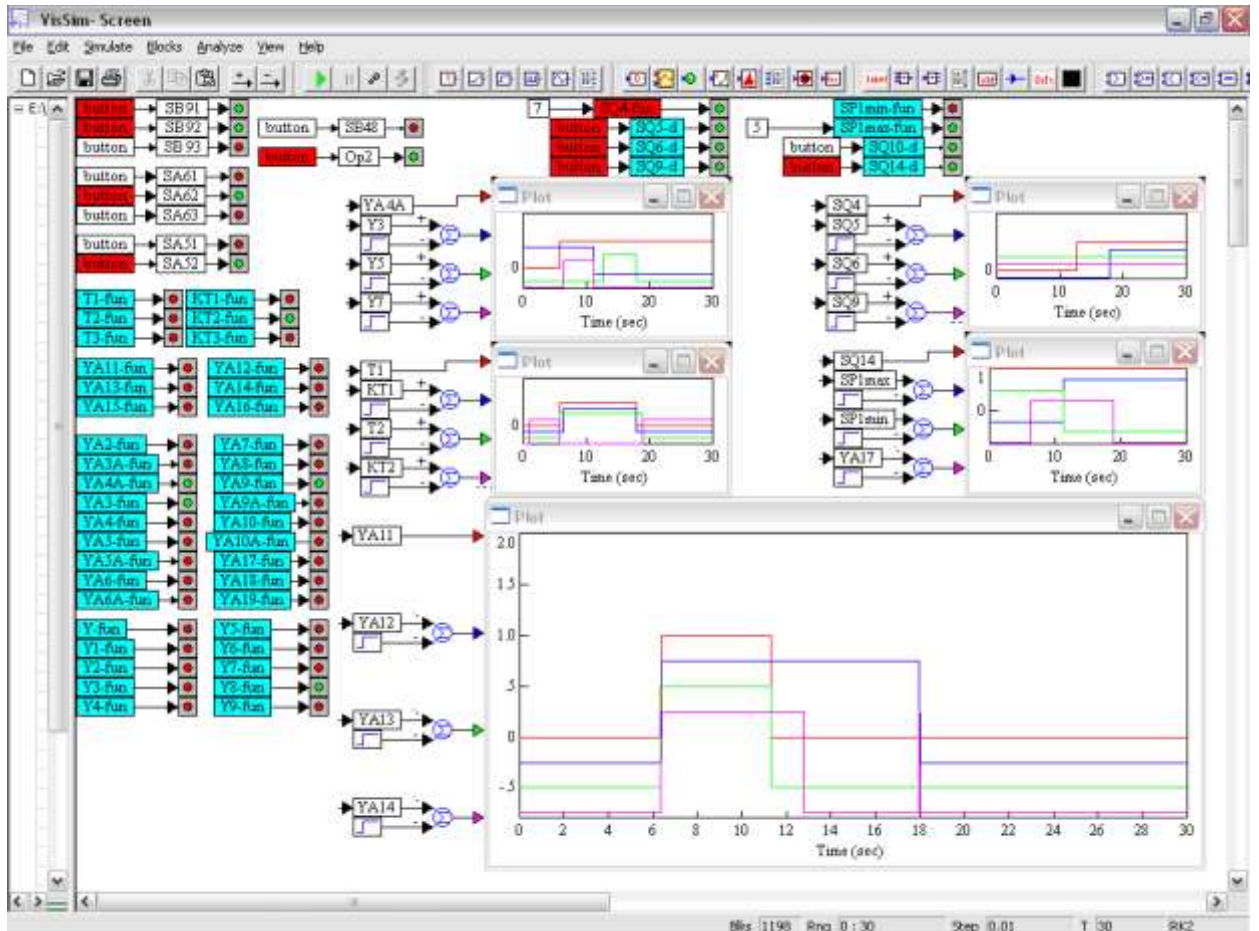 VisSim- Screen
File Edit Simulate Blocks Analyze View Help
E:\
button SB91
button SB92
button SB93
button SA61
button SA62
button SA63
button SA51
button SA52
button SB48
button Op2
7 SQ4-fun
button SQ5-d
button SQ6-d
button SQ9-d
SP1min-fun
5 SP1max-fun
button SQ10-d
button SQ14-d
T1-fun KT1-fun
T2-fun KT2-fun
T3-fun KT3-fun
YA11-fun YA12-fun
YA13-fun YA14-fun
YA15-fun YA16-fun
YA2-fun YA7-fun
YA3A-fun YA8-fun
YA4A-fun YA9-fun
YA3-fun YA9A-fun
YA4-fun YA10-fun
YA5-fun YA10A-fun
YA5A-fun YA17-fun
YA6-fun YA18-fun
YA6A-fun YA19-fun
Y-fun Y5-fun
Y1-fun Y6-fun
Y2-fun Y7-fun
Y3-fun Y8-fun
Y4-fun Y9-fun
YA4A
Y3
Y5
Y7
Plot
0
0 10 20 30
Time (sec)
SQ4
SQ5
SQ6
SQ9
Plot
0
0 10 20 30
Time (sec)
T1
KT1
T2
KT2
Plot
0
0 10 20 30
Time (sec)
SQ14
SP1max
SP1min
YA17
Plot
1
0
0 10 20 30
Time (sec)
YA11
YA12
YA13
YA14
Plot
2.0
1.5
1.0
.5
0
-.5
0 2 4 6 8 10 12 14 16 18 20 22 24 26 28 30
Time (sec)
Blks 1198 Rng 0 : 30 Step 0.01 T 30 RK2